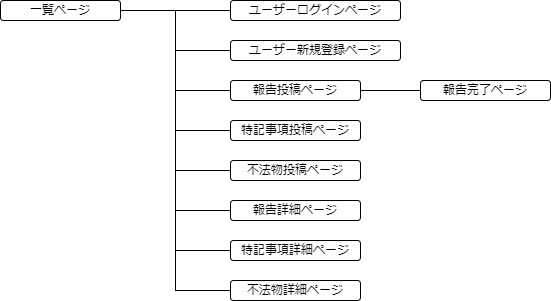 一覧ページ
ユーザーログインページ
ユーザー新規登録ページ
報告投稿ページ
報告完了ページ
特記事項投稿ページ
不法物投稿ページ
報告詳細ページ
特記事項詳細ページ
不法物詳細ページ